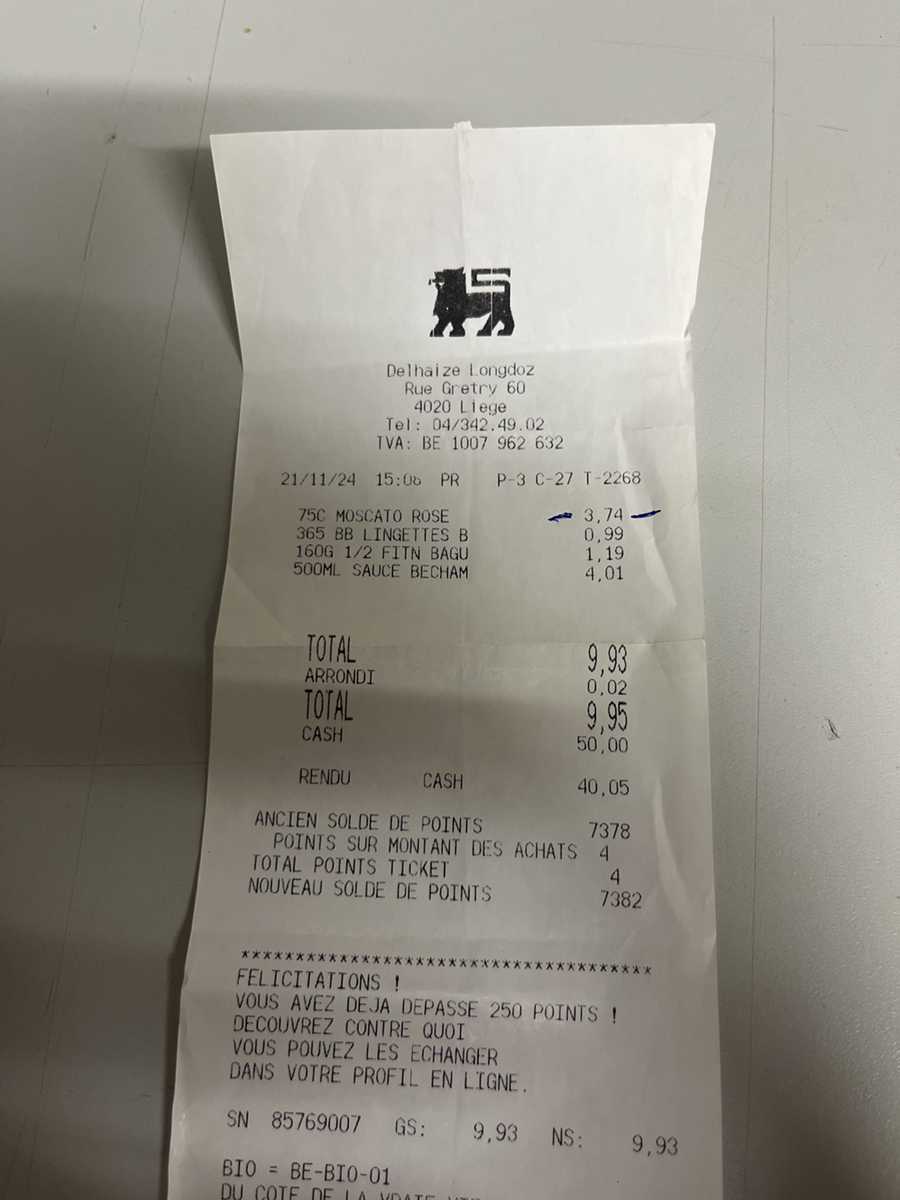 Delhaize Longdoz
Rue Gretry 60
4020 Liege
Tel: 04/342.49.02
TVA: BE 1007 962 632
21/11/24 15:08 PR P-3 C-27 T-2268
75C MOSCATO ROSE 3,74
365 BB LINGETTES B 0,99
160G 1/2 FITN BAGU 1,19
500ML SAUCE BECHAM 4,01
TOTAL 9,93
ARRONDI 0,02
TOTAL 9,95
CASH 50,00
RENDU CASH 40,05
ANCIEN SOLDE DE POINTS 7378
POINTS SUR MONTANT DES ACHATS 4
TOTAL POINTS TICKET 4
NOUVEAU SOLDE DE POINTS 7382
**************************************
FELICITATIONS !
VOUS AVEZ DEJA DEPASSE 250 POINTS !
DECOUVREZ CONTRE QUOI
VOUS POUVEZ LES ECHANGER
DANS VOTRE PROFIL EN LIGNE.
SN 85769007 GS: 9,93 NS: 9,93
BIO = BE-BIO-01
DU COTE DE LA VRAIE